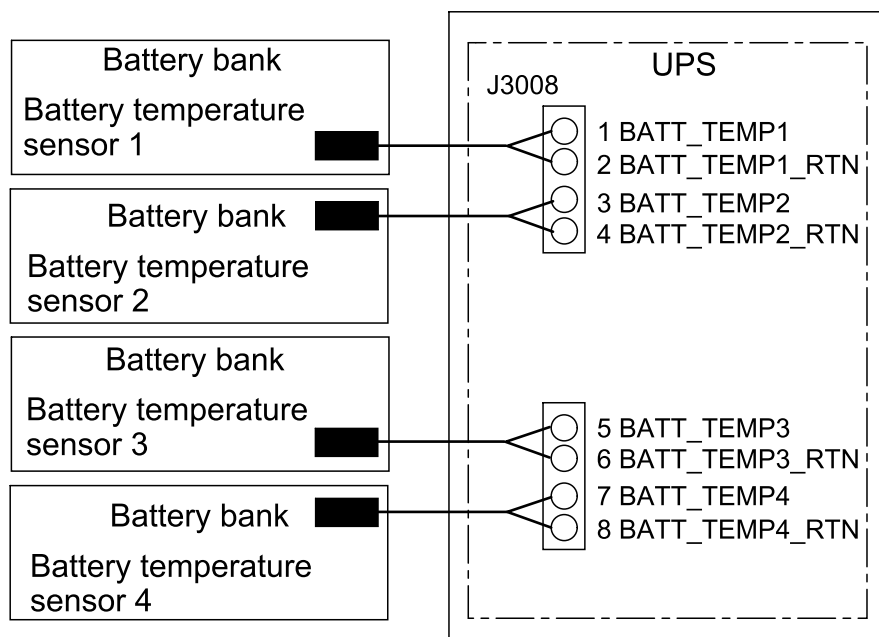 Battery bank
Battery temperature
sensor 1
Battery bank
Battery temperature
sensor 2
Battery bank
Battery temperature
sensor 3
Battery bank
Battery temperature
sensor 4
UPS
J3008
1 BATT_TEMP1
2 BATT_TEMP1_RTN
3 BATT_TEMP2
4 BATT_TEMP2_RTN
5 BATT_TEMP3
6 BATT_TEMP3_RTN
7 BATT_TEMP4
8 BATT_TEMP4_RTN